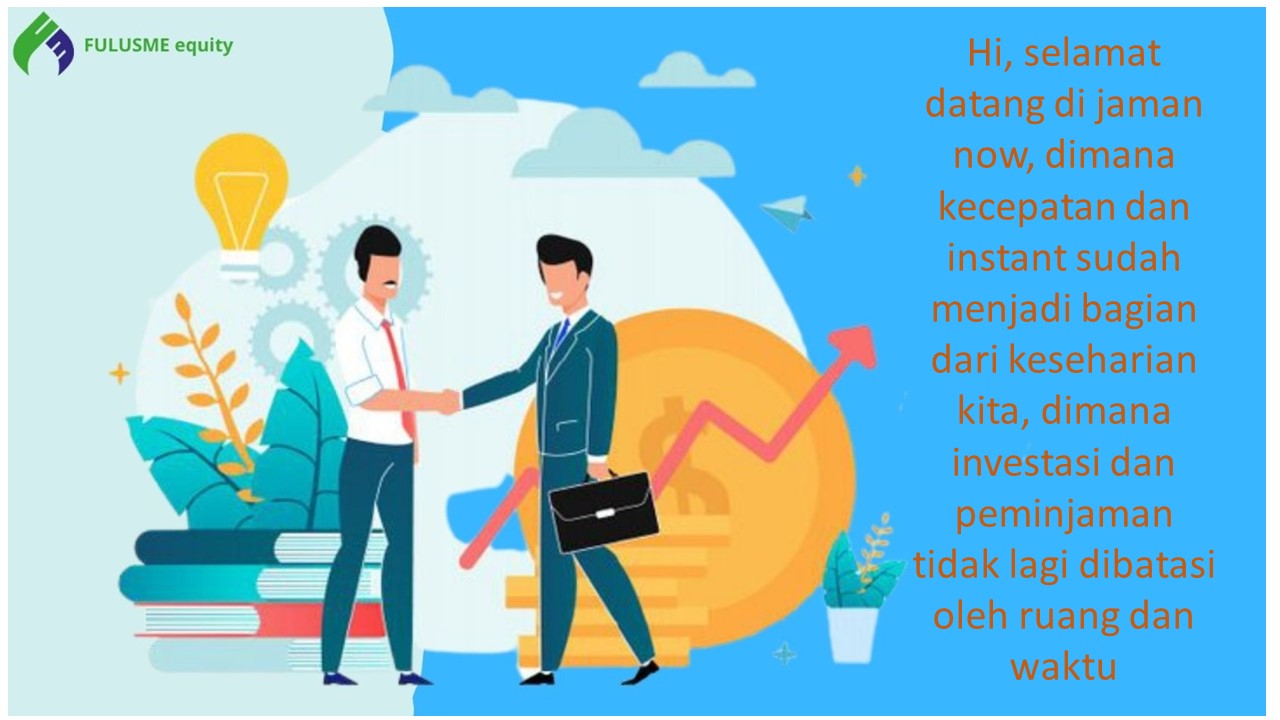 FULUSME equity
Hi, selamat
datang di jaman
now, dimana
kecepatan dan
instant sudah
menjadi bagian
dari keseharian
kita, dimana
investasi dan
peminjaman
tidak lagi dibatasi
oleh ruang dan
waktu